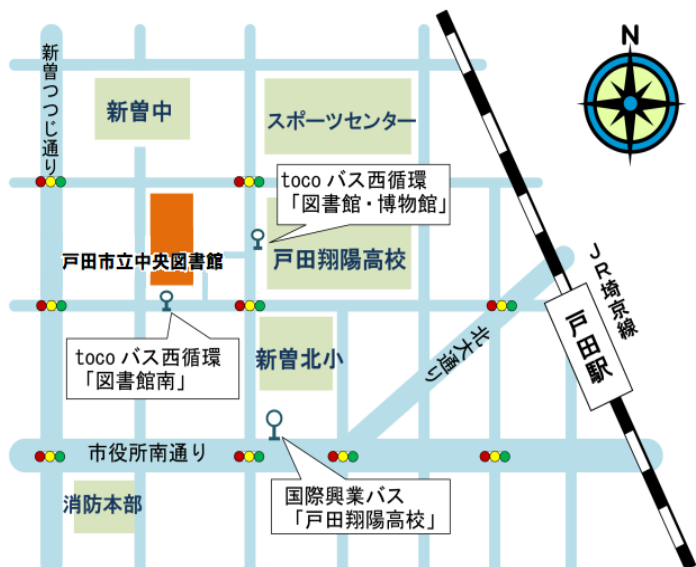 N
新曽つつじ通り
新曽中
スポーツセンター
tocoバス西循環
「図書館・博物館」
戸田市立中央図書館
戸田翔陽高校
JR埼京線
戸田駅
北大通り
tocoバス西循環
「図書館南」
新曽北小
市役所南通り
消防本部
国際興業バス
「戸田翔陽高校」